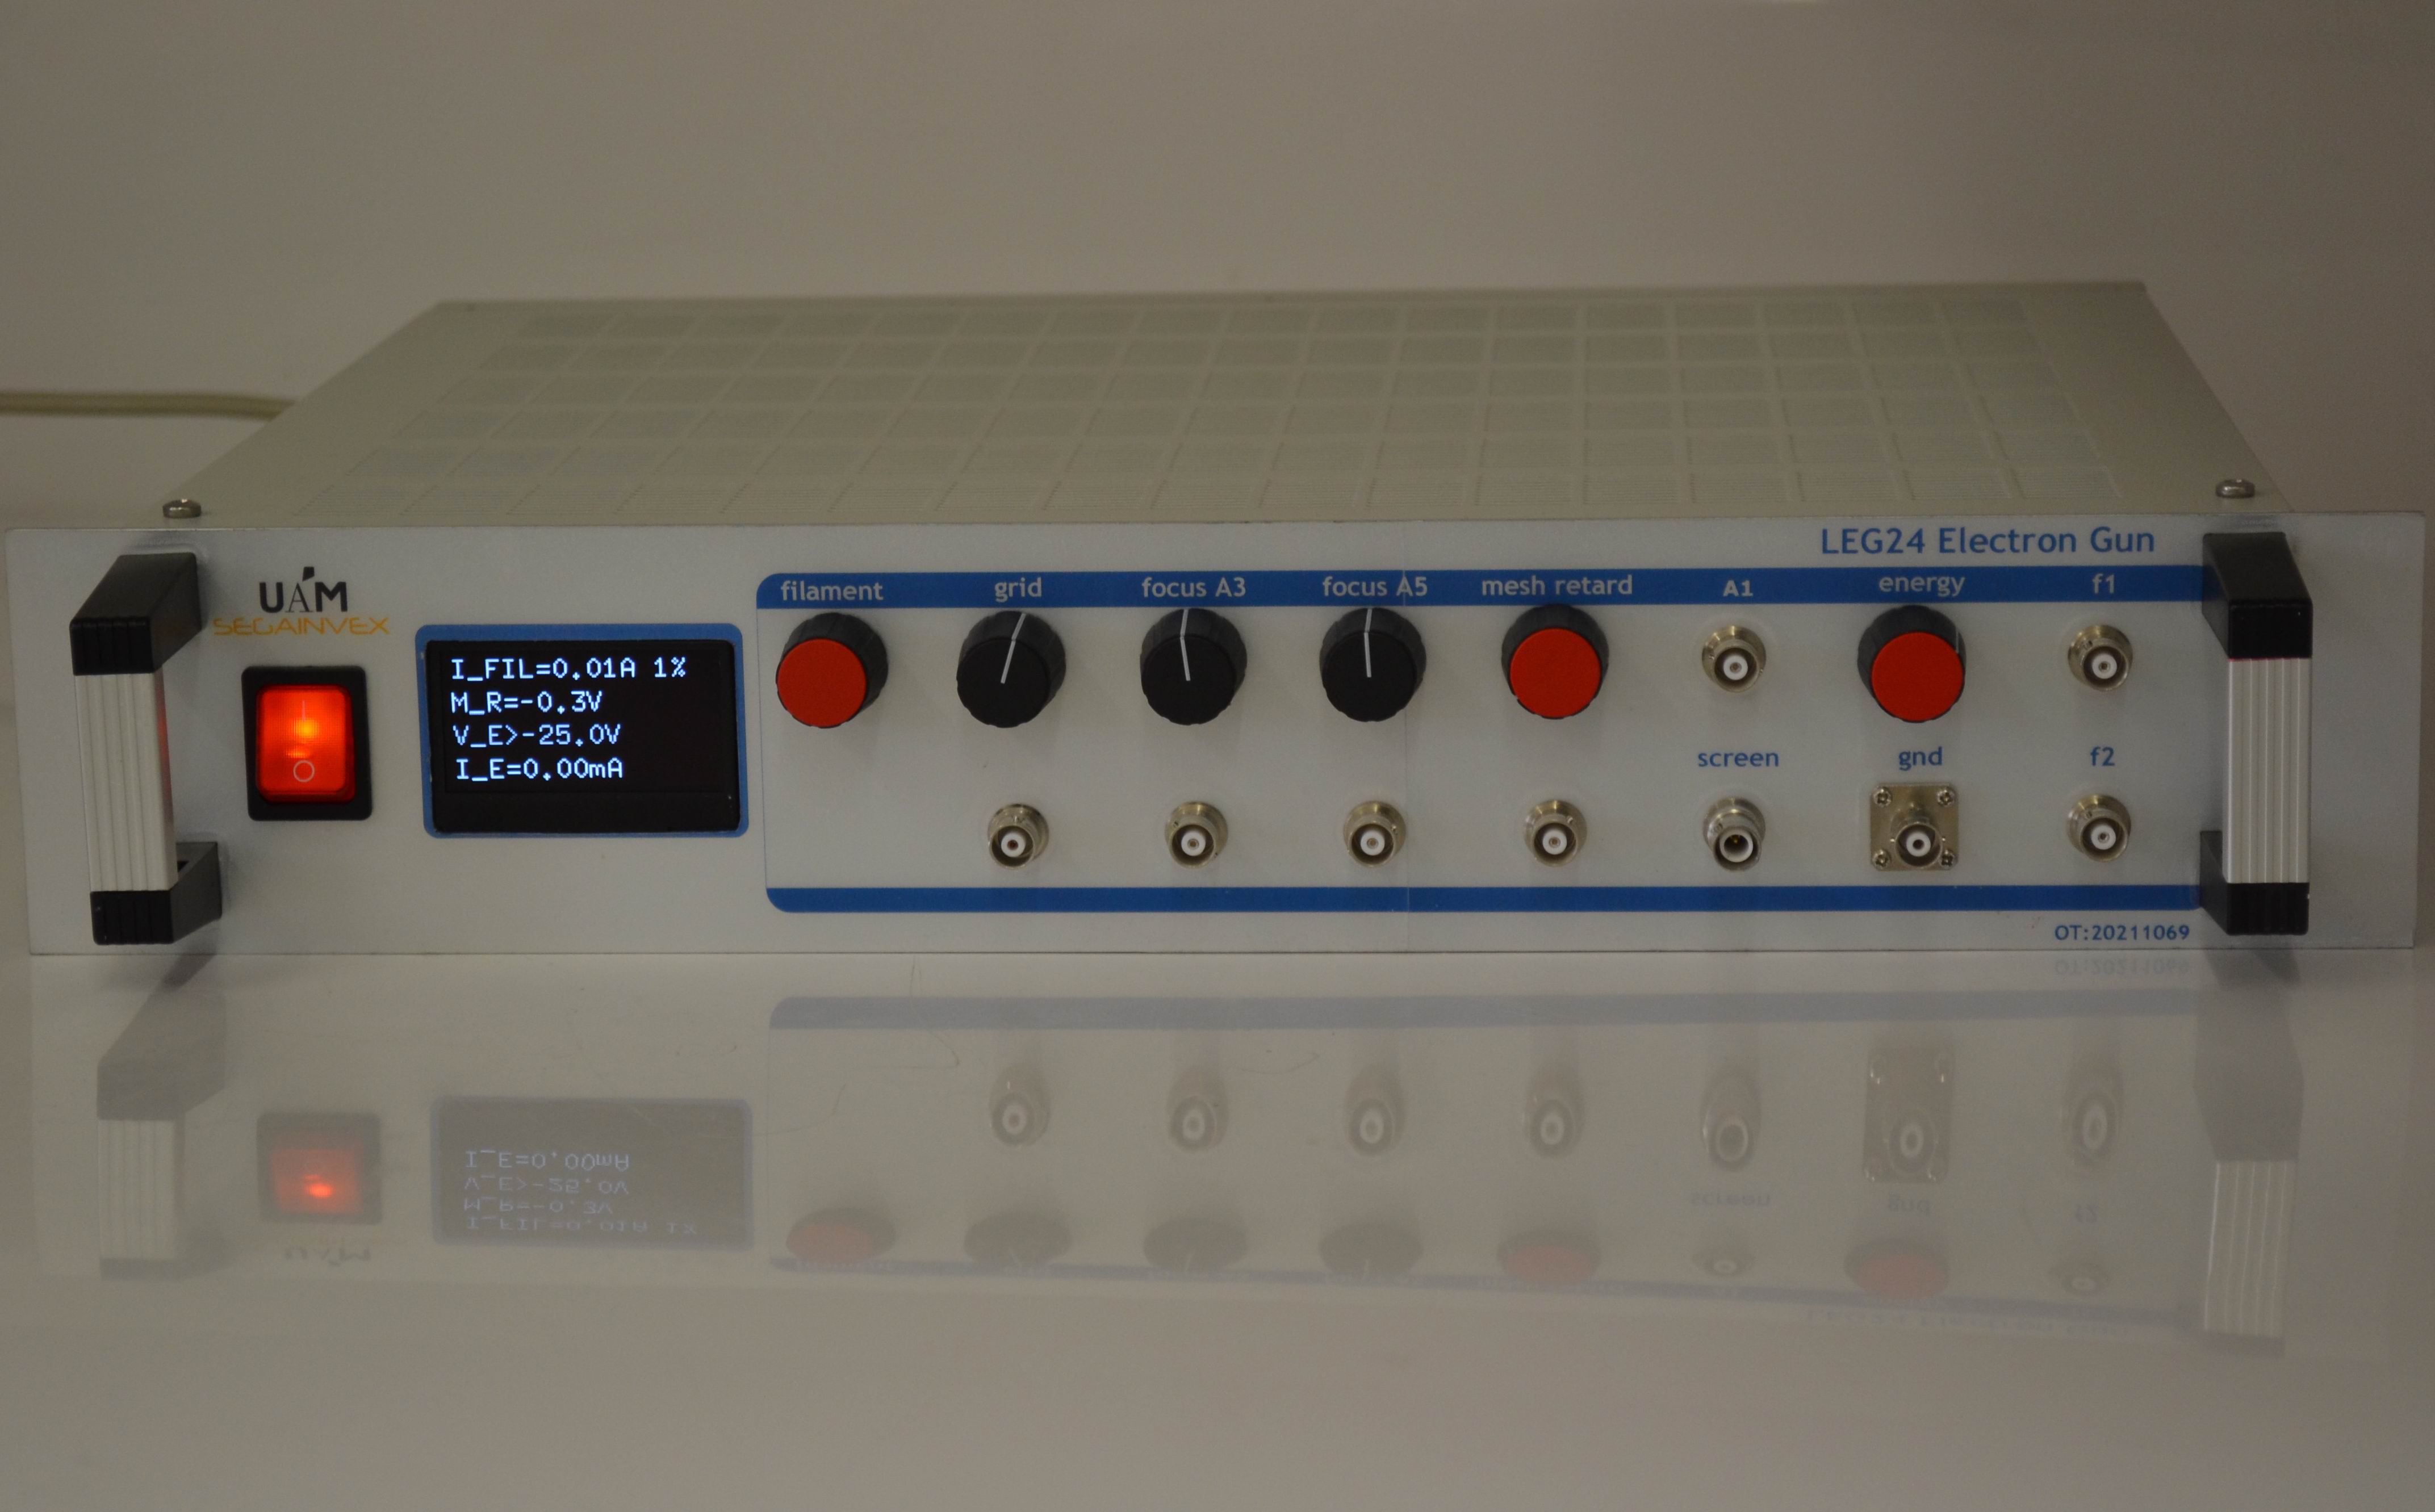 LEG24 Electron Gun
UAM
SEGAINVEX
filament
grid
focus A3
focus A5
mesh retard
A1
energy
f1
I_FIL=0.01A 1%
M_R=-0.3V
V_E>-25.0V
I_E=0.00mA
screen
gnd
f2
OT:20211069